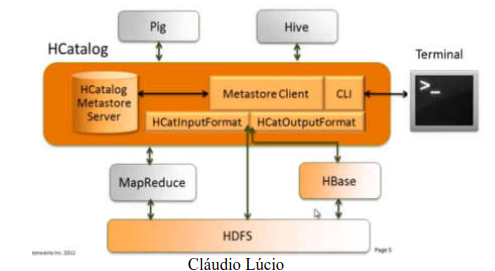 Pig
Hive
HCatalog
Terminal
HCatalog
Metastore
Server
Metastore Client
CLI
>_
HCatInputFormat
HCatOutputFormat
MapReduce
HBase
HDFS
Inc. 2012
Page 5
Cláudio Lúcio